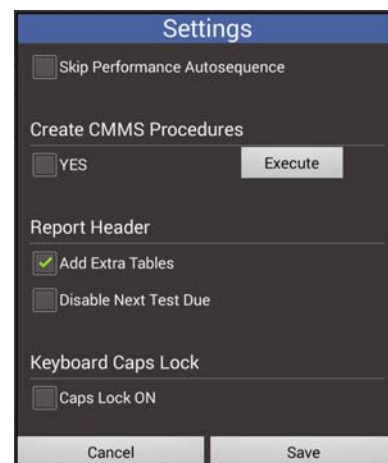 Settings
Skip Performance Autosequence
Create CMMS Procedures
YES Execute
Report Header
Add Extra Tables
Disable Next Test Due
Keyboard Caps Lock
Caps Lock ON
Cancel Save